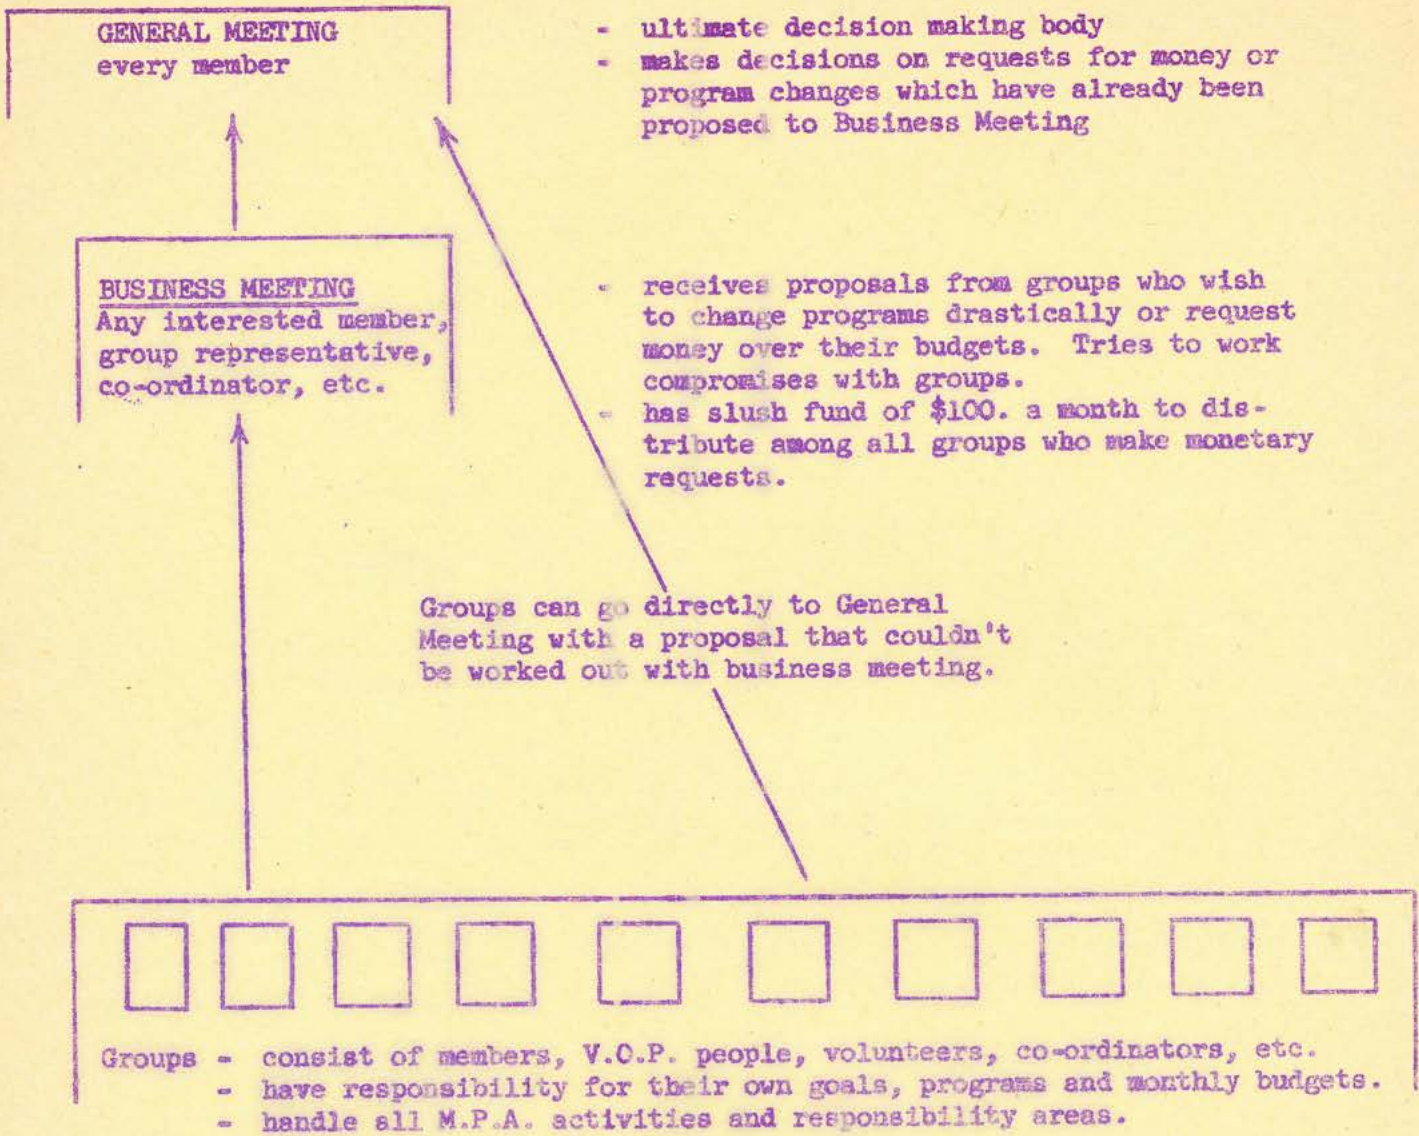 GENERAL MEETING
every member
- ultimate decision making body
- makes decisions on requests for money or
program changes which have already been
proposed to Business Meeting
BUSINESS MEETING
Any interested member,
group representative,
co-ordinator, etc.
- receives proposals from groups who wish
to change programs drastically or request
money over their budgets. Tries to work
compromises with groups.
- has slush fund of $100. a month to dis-
tribute among all groups who make monetary
requests.
Groups can go directly to General
Meeting with a proposal that couldn't
be worked out with business meeting.
Groups - consist of members, V.O.P. people, volunteers, co-ordinators, etc.
- have responsibility for their own goals, programs and monthly budgets.
- handle all M.P.A. activities and responsibility areas.